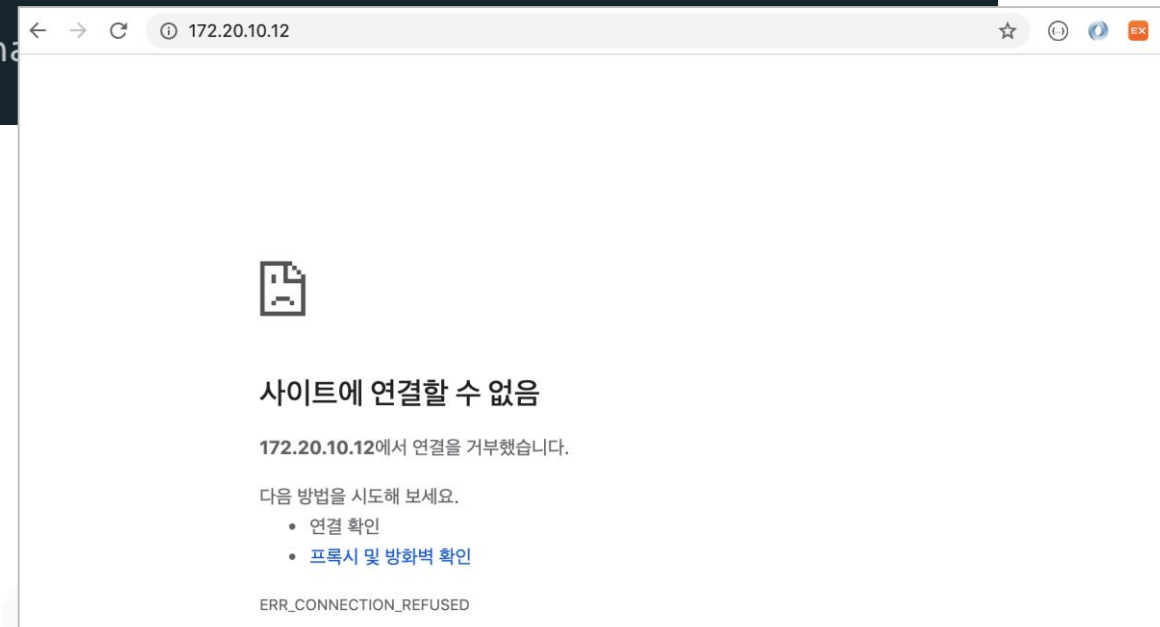 172.20.10.12
EX
사이트에 연결할 수 없음
172.20.10.12에서 연결을 거부했습니다.
다음 방법을 시도해 보세요.
• 연결 확인
• 프록시 및 방화벽 확인
ERR_CONNECTION_REFUSED